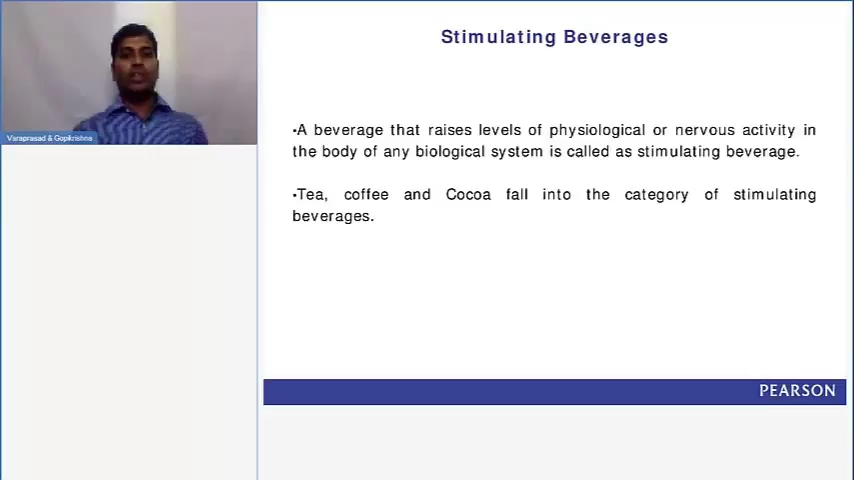 Stimulating Beverages
Varaprasad & Gopikrishna
•A beverage that raises levels of physiological or nervous activity in
the body of any biological system is called as stimulating beverage.
•Tea, coffee and Cocoa fall into the category of stimulating
beverages.
PEARSON